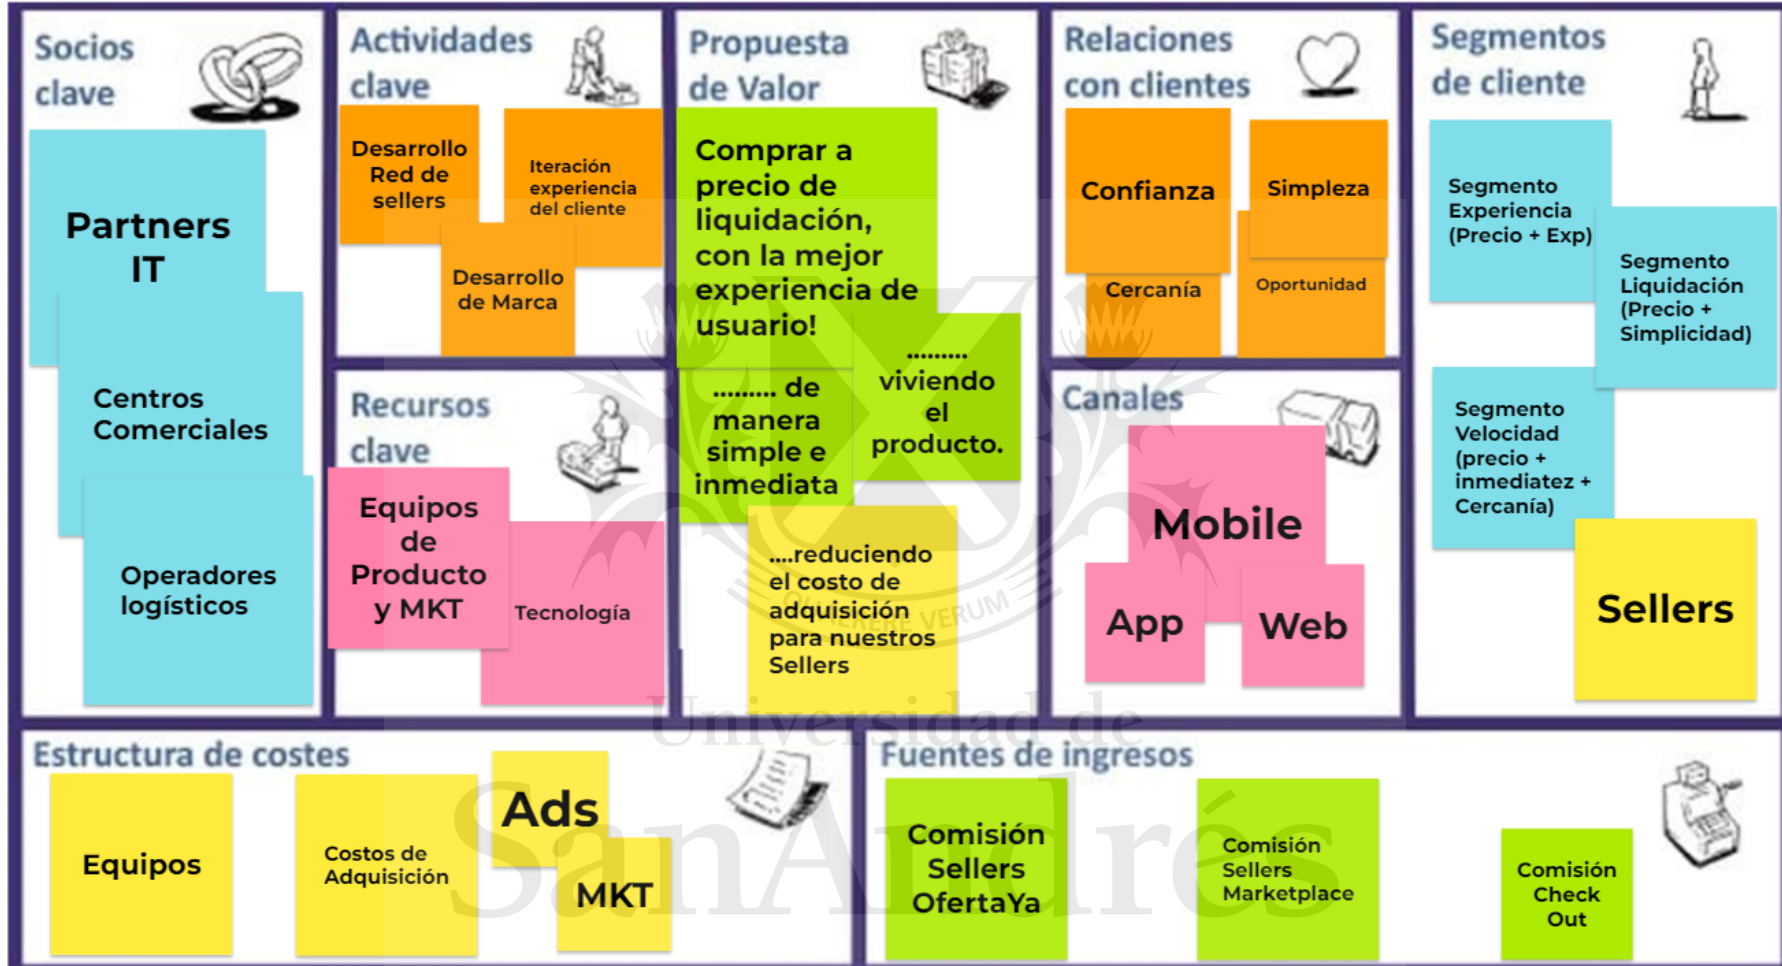 Socios
clave
Partners
IT
Centros
Comerciales
Operadores
logísticos
Actividades
clave
Desarrollo
Red de
sellers
Iteración
experiencia
del cliente
Desarrollo
de Marca
Recursos
clave
Equipos
de
Producto
y MKT
Tecnología
Propuesta
de Valor
Comprar a
precio de
liquidación,
con la mejor
experiencia de
usuario!
......... de
manera
simple e
inmediata
.........
viviendo
el
producto.
....reduciendo
el costo de
adquisición
para nuestros
Sellers
Relaciones
con clientes
Confianza
Simpleza
Cercanía
Oportunidad
Canales
Mobile
App
Web
Segmentos
de cliente
Segmento
Experiencia
(Precio + Exp)
Segmento
Liquidación
(Precio +
Simplicidad)
Segmento
Velocidad
(precio +
inmediatez +
Cercanía)
Sellers
Estructura de costes
Equipos
Costos de
Adquisición
Ads
MKT
Fuentes de ingresos
Comisión
Sellers
OfertaYa
Comisión
Sellers
Marketplace
Comisión
Check
Out
VERUM
Universidad de
SanAndrés